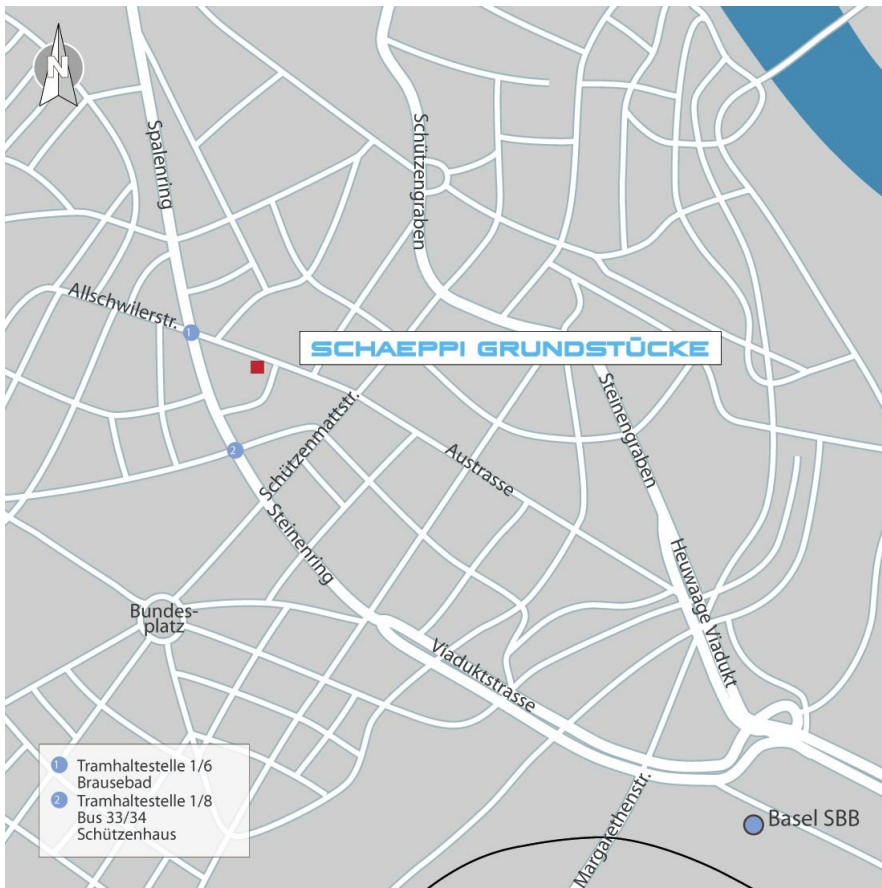 N
Spalenring
Schützengraben
Allschwilerstr.
1
SCHAEPPI GRUNDSTÜCKE
Steinengraben
Schützenmattstr.
2
Austrasse
Steinenring
Heuwaage Viadukt
Bundes-
platz
Viaduktstrasse
1 Tramhaltestelle 1/6
Brausebad
2 Tramhaltestelle 1/8
Bus 33/34
Schützenhaus
Margarethenstr.
Basel SBB